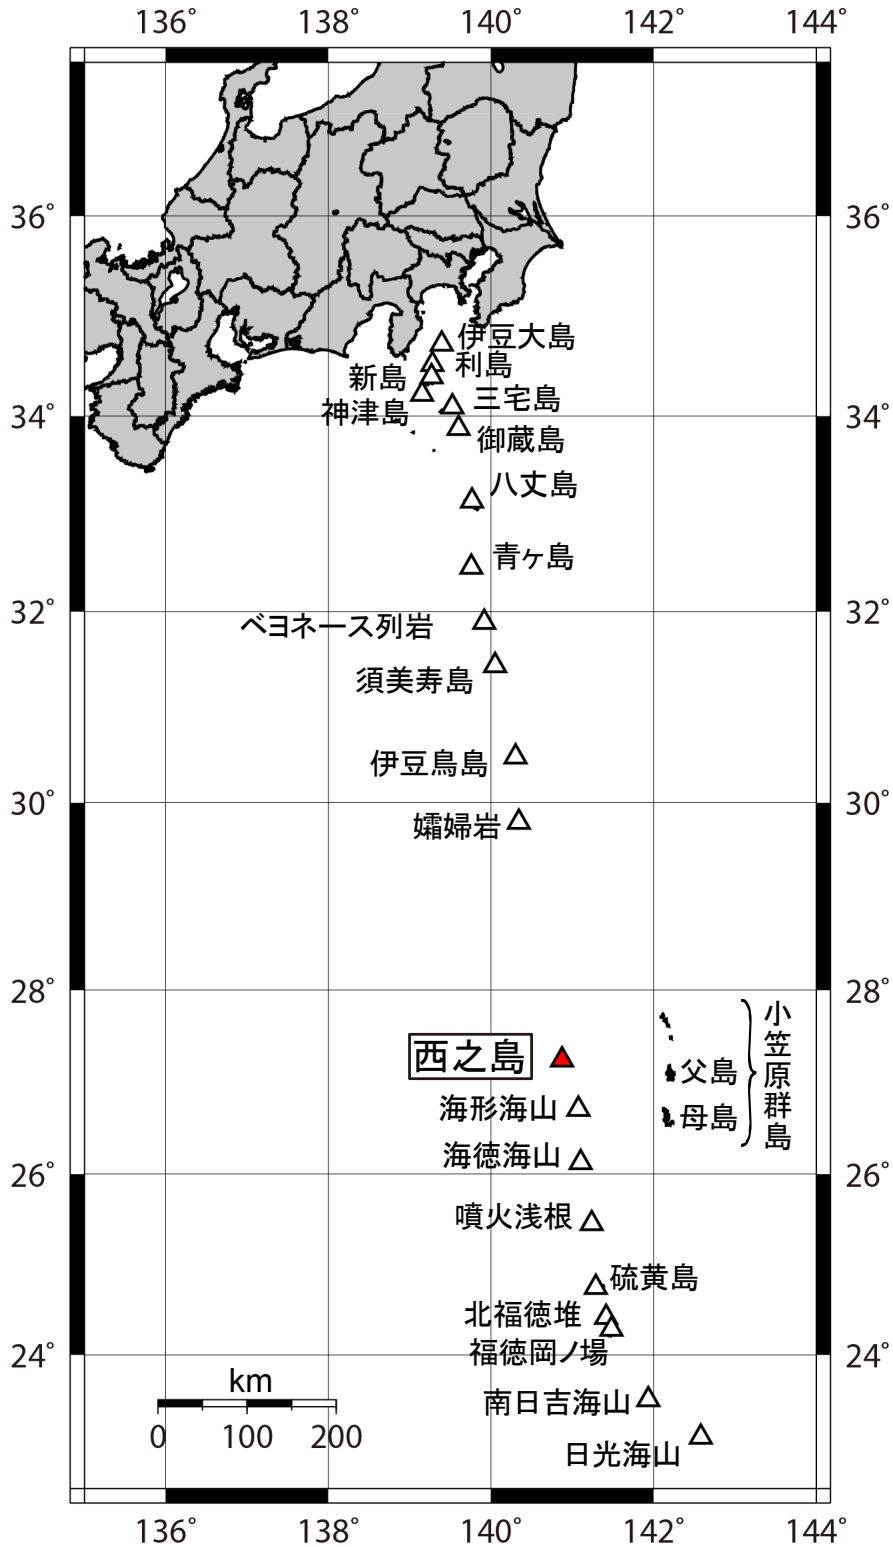 136° 138° 140° 142° 144°
36° 36°
伊豆大島
利島
新島
三宅島
神津島
34° 34°
御蔵島
八丈島
青ヶ島
32° 32°
ベヨネース列岩
須美寿島
伊豆鳥島
30° 30°
孀婦岩
28° 28°
小笠原群島
西之島
父島
海形海山
母島
海徳海山
26° 26°
噴火浅根
硫黄島
北福徳堆
福徳岡ノ場
24° 24°
km
南日吉海山
0 100 200
日光海山
136° 138° 140° 142° 144°